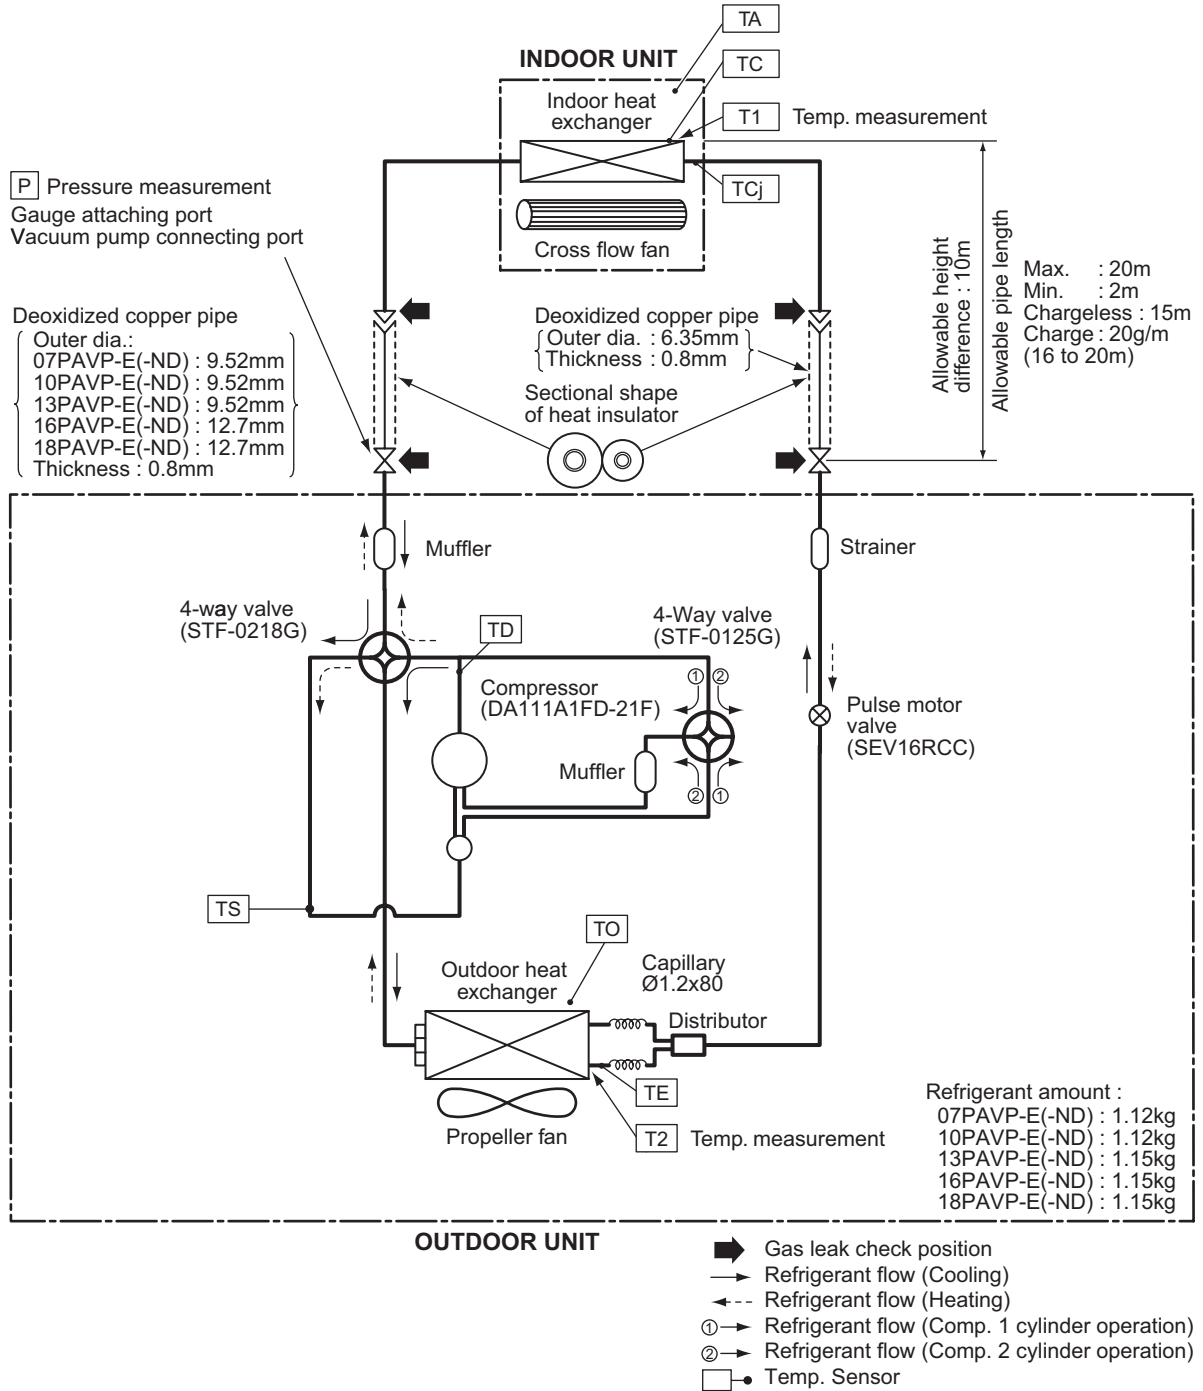 TA
INDOOR UNIT
TC
Indoor heat
exchanger
T1 Temp. measurement
TCj
P Pressure measurement
Gauge attaching port
Vacuum pump connecting port
Cross flow fan
Allowable height
difference : 10m
Allowable pipe length
Max. : 20m
Min. : 2m
Chargeless : 15m
Charge : 20g/m
(16 to 20m)
Deoxidized copper pipe
Outer dia.:
07PAVP-E(-ND) : 9.52mm
10PAVP-E(-ND) : 9.52mm
13PAVP-E(-ND) : 9.52mm
16PAVP-E(-ND) : 12.7mm
18PAVP-E(-ND) : 12.7mm
Thickness : 0.8mm
Deoxidized copper pipe
Outer dia. : 6.35mm
Thickness : 0.8mm
Sectional shape
of heat insulator
Muffler
Strainer
4-way valve
(STF-0218G)
TD
4-Way valve
(STF-0125G)
① ②
Compressor
(DA111A1FD-21F)
Pulse motor
valve
(SEV16RCC)
Muffler
② ①
TS
TO
Outdoor heat
exchanger
Capillary
Ø1.2x80
Distributor
TE
Propeller fan
T2 Temp. measurement
Refrigerant amount :
07PAVP-E(-ND) : 1.12kg
10PAVP-E(-ND) : 1.12kg
13PAVP-E(-ND) : 1.15kg
16PAVP-E(-ND) : 1.15kg
18PAVP-E(-ND) : 1.15kg
OUTDOOR UNIT
Gas leak check position
Refrigerant flow (Cooling)
Refrigerant flow (Heating)
① Refrigerant flow (Comp. 1 cylinder operation)
② Refrigerant flow (Comp. 2 cylinder operation)
Temp. Sensor